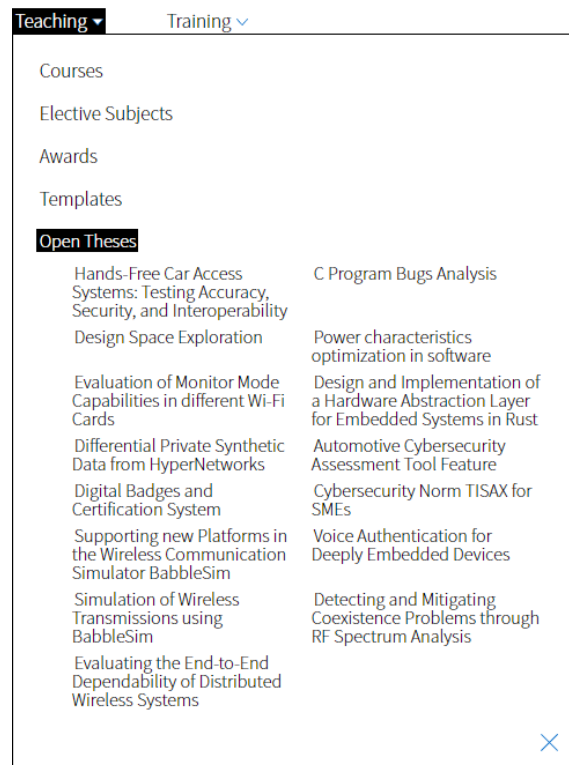 Teaching
Training
Courses
Elective Subjects
Awards
Templates
Open Theses
Hands-Free Car Access
Systems: Testing Accuracy,
Security, and Interoperability
C Program Bugs Analysis
Design Space Exploration
Power characteristics
optimization in software
Evaluation of Monitor Mode
Capabilities in different Wi-Fi
Cards
Design and Implementation of
a Hardware Abstraction Layer
for Embedded Systems in Rust
Differential Private Synthetic
Data from HyperNetworks
Automotive Cybersecurity
Assessment Tool Feature
Digital Badges and
Certification System
Cybersecurity Norm TISAX for
SMEs
Supporting new Platforms in
the Wireless Communication
Simulator BabbleSim
Voice Authentication for
Deeply Embedded Devices
Simulation of Wireless
Transmissions using
BabbleSim
Detecting and Mitigating
Coexistence Problems through
RF Spectrum Analysis
Evaluating the End-to-End
Dependability of Distributed
Wireless Systems